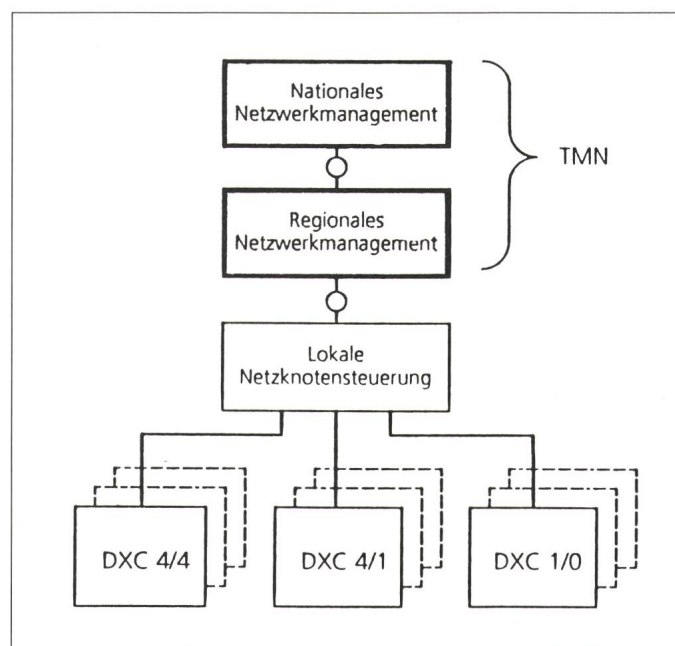 Nationales
Netzwerkmanagement
TMN
Regionales
Netzwerkmanagement
Lokale
Netzknotensteuerung
DXC 4/4
DXC 4/1
DXC 1/0